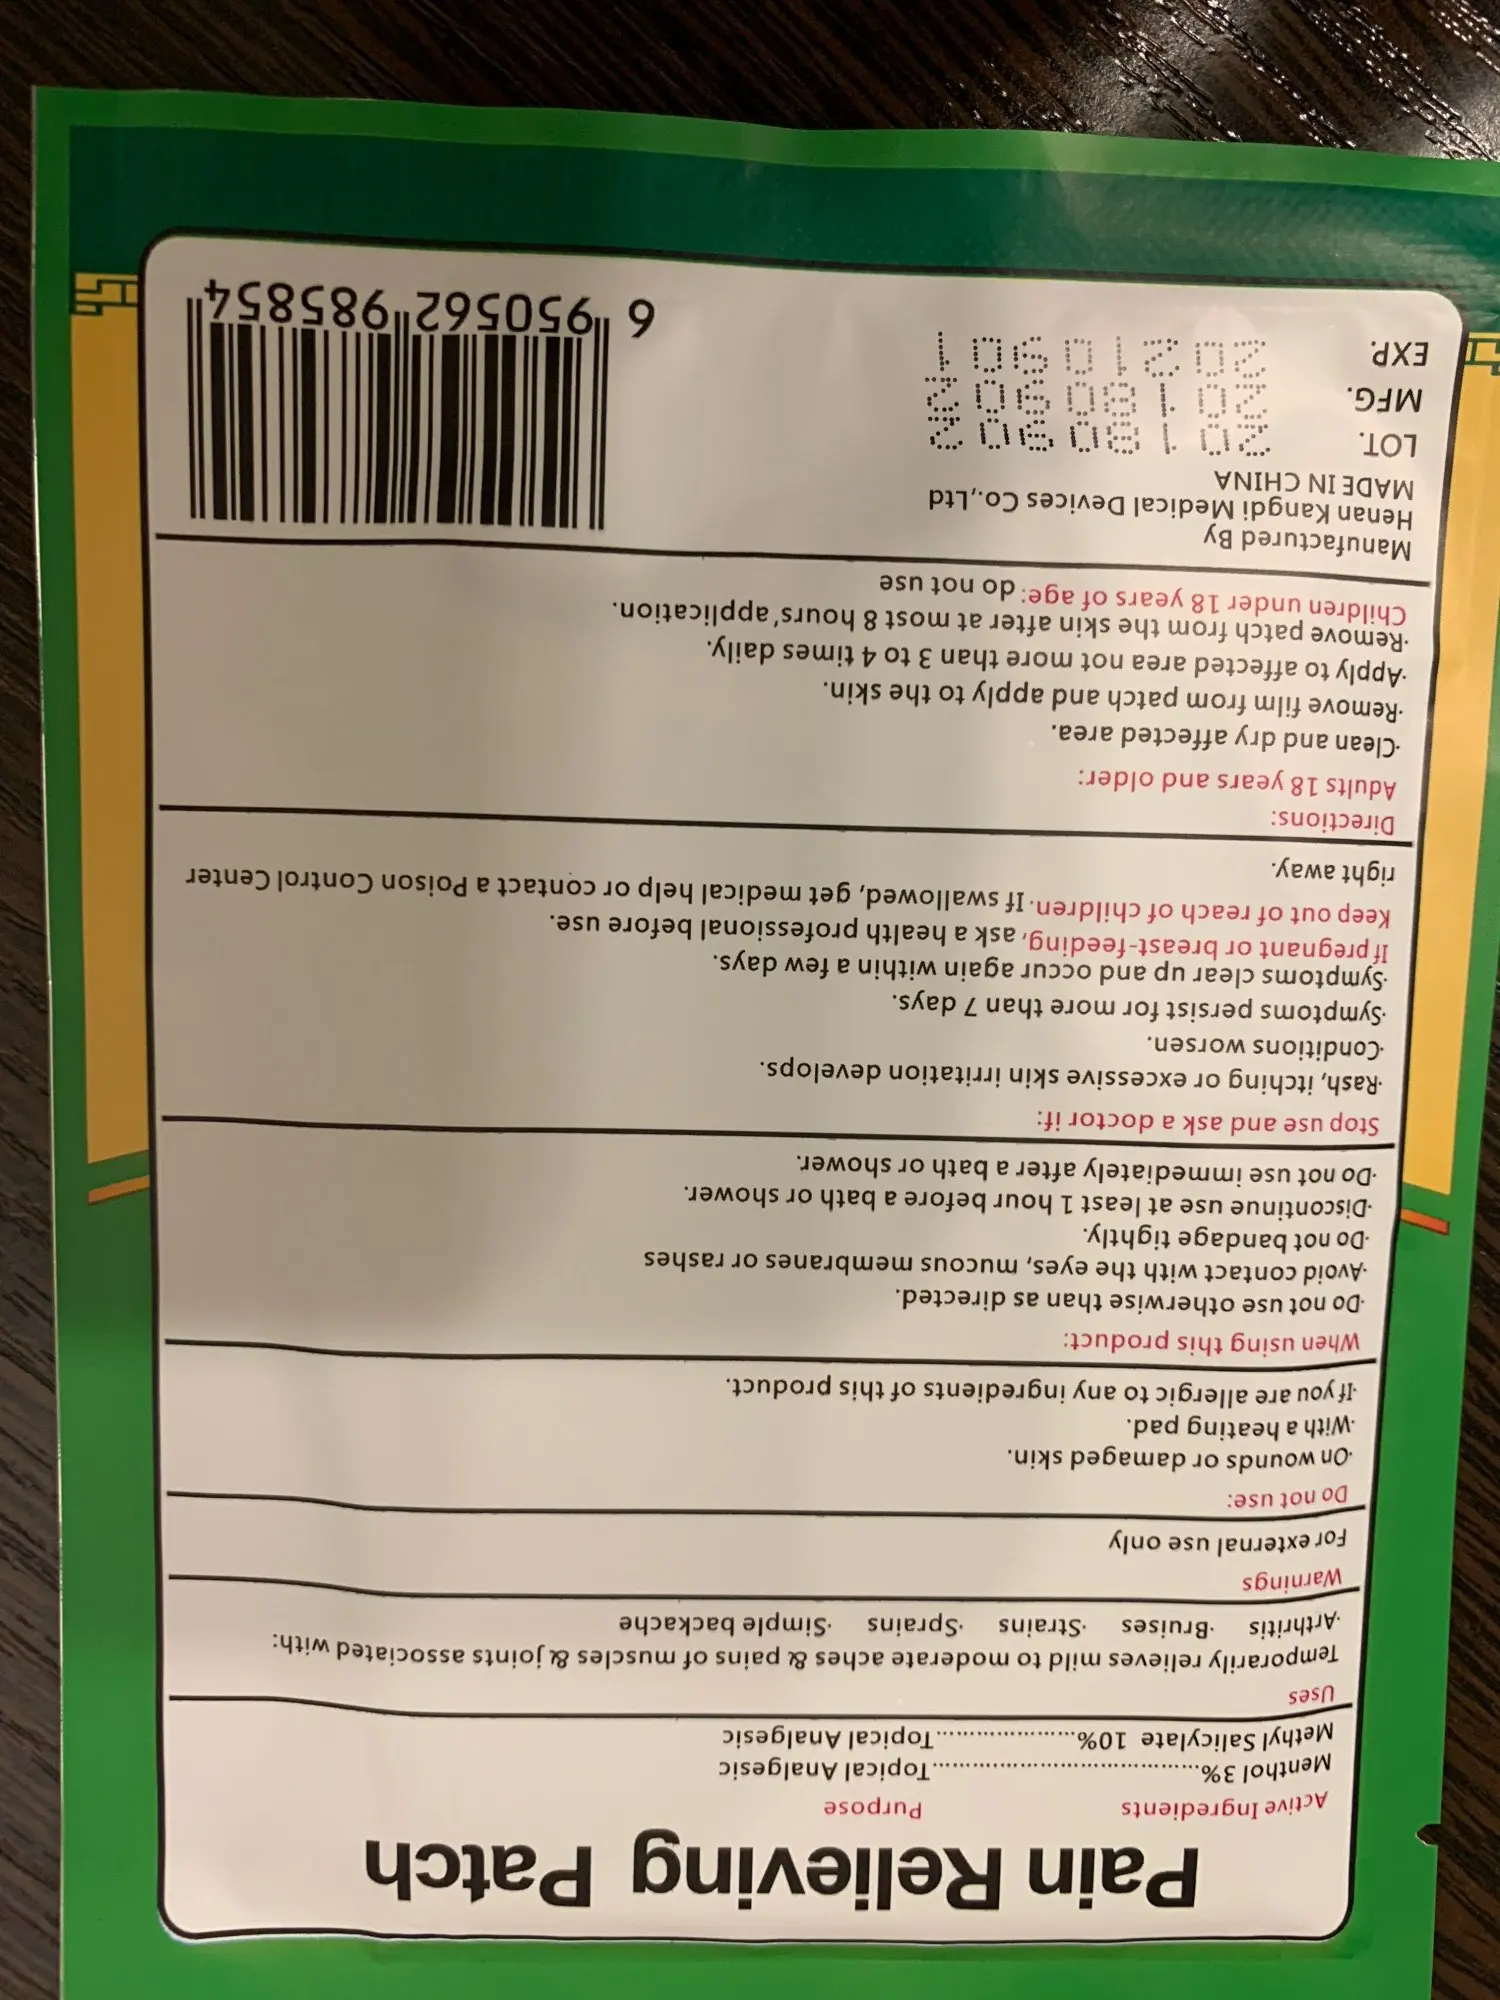 Pain Relieving Patch
Active Ingredients Purpose
Menthol 3%........................................Topical Analgesic
Methyl Salicylate 10%.....................Topical Analgesic
Uses
Temporarily relieves mild to moderate aches & pains of muscles & joints associated with:
·Arthritis ·Bruises ·Strains ·Sprains ·Simple backache
Warnings
For external use only
Do not use:
·On wounds or damaged skin.
·With a heating pad.
·If you are allergic to any ingredients of this product.
When using this product:
·Do not use otherwise than as directed.
·Avoid contact with the eyes, mucous membranes or rashes
·Do not bandage tightly.
·Discontinue use at least 1 hour before a bath or shower.
·Do not use immediately after a bath or shower.
Stop use and ask a doctor if:
·Rash, itching or excessive skin irritation develops.
·Conditions worsen.
·Symptoms persist for more than 7 days.
·Symptoms clear up and occur again within a few days.
If pregnant or breast-feeding, ask a health professional before use.
Keep out of reach of children. If swallowed, get medical help or contact a Poison Control Center
right away.
Directions:
Adults 18 years and older:
·Clean and dry affected area.
·Remove film from patch and apply to the skin.
·Apply to affected area not more than 3 to 4 times daily.
·Remove patch from the skin after at most 8 hours' application.
Children under 18 years of age: do not use
Manufactured By
Henan Kangdi Medical Devices Co.,Ltd
MADE IN CHINA
LOT. 20180902
MFG. 20180902
EXP. 20210901
6 950562 985854